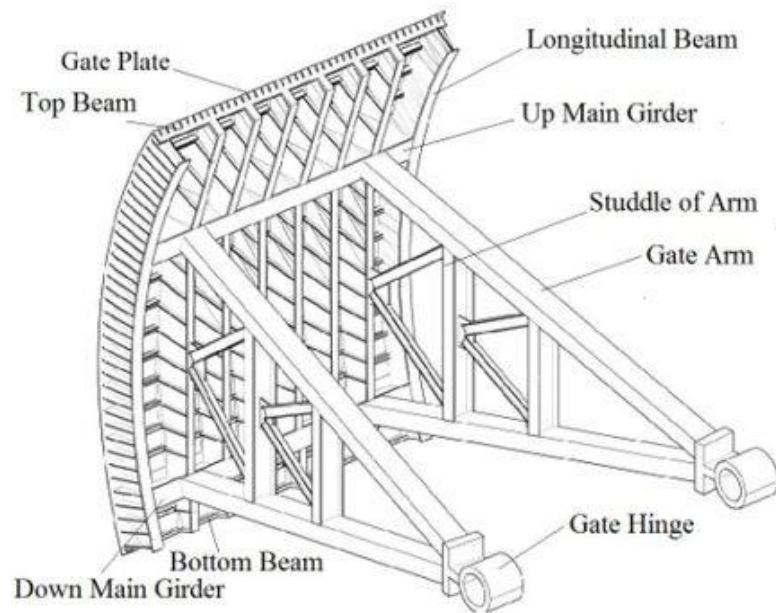 Longitudinal Beam
Gate Plate
Top Beam
Up Main Girder
Studdle of Arm
Gate Arm
Gate Hinge
Bottom Beam
Down Main Girder